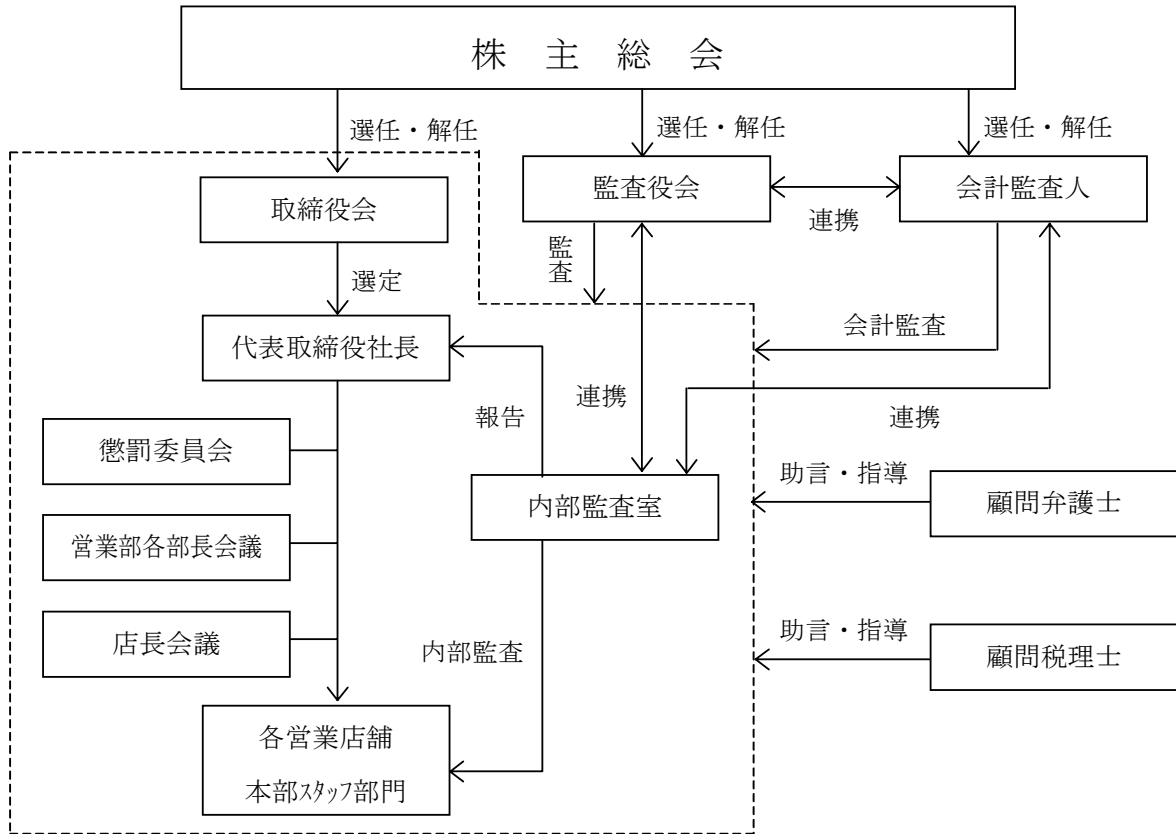 株 主 総 会
選任・解任
選任・解任
選任・解任
取締役会
監査役会
会計監査人
連携
監査
選定
代表取締役社長
会計監査
報告
連携
連携
懲罰委員会
内部監査室
助言・指導
顧問弁護士
営業部各部長会議
店長会議
内部監査
助言・指導
顧問税理士
各営業店舗
本部ｽﾀｯﾌ部門